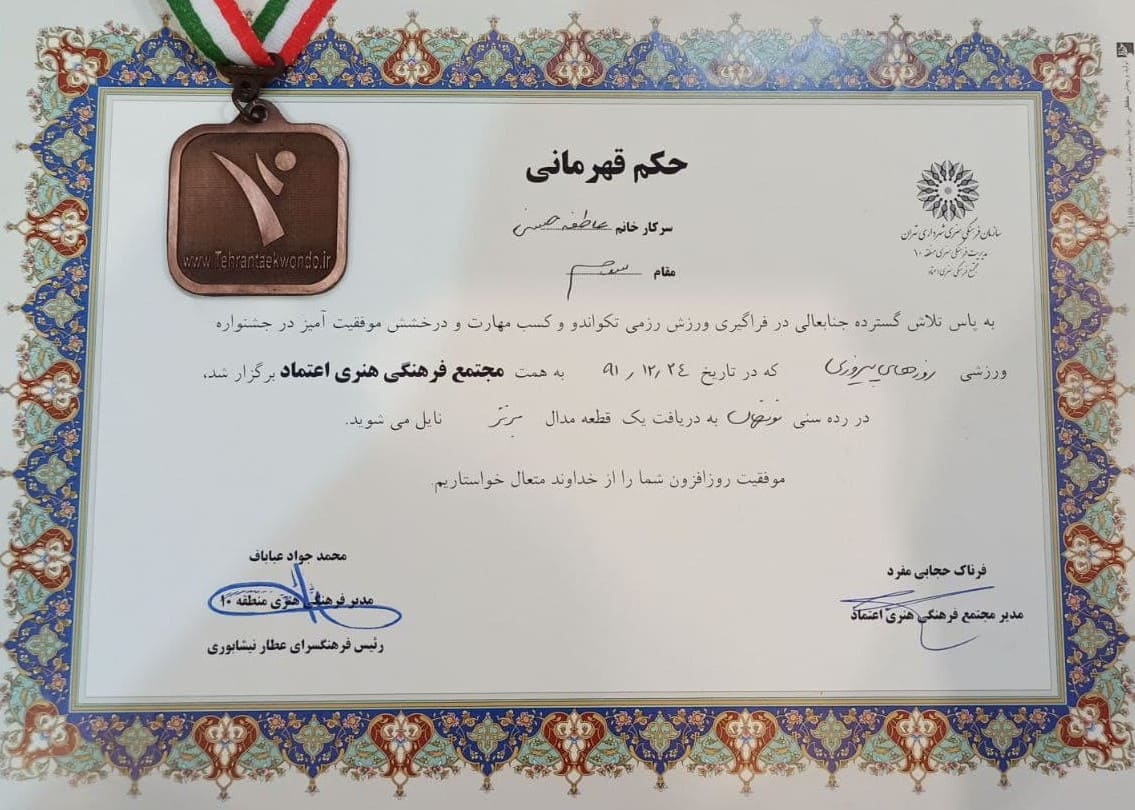 حکم قهرمانی
سرکار خانم عاطفه حسنی
مقام سوم
سازمان فرهنگی هنری شهرداری تهران
مدیریت فرهنگی هنری منطقه ۱۰
مجتمع فرهنگی هنری اعتماد
www.Tehrantaekwondo.ir
به پاس تلاش گسترده جنابعالی در فراگیری ورزش رزمی تکواندو و کسب مهارت و درخشش موفقیت آمیز در جشنواره
ورزشی روزهای پیروزی که در تاریخ ۹۱/۱۲/۲٤ به همت مجتمع فرهنگی هنری اعتماد برگزار شد،
در رده سنی نونهالان به دریافت یک قطعه مدال برنز نایل می شوید.
موفقیت روزافزون شما را از خداوند متعال خواستاریم.
فرناک حجابی مفرد
مدیر مجتمع فرهنگی هنری اعتماد
محمد جواد عباباف
مدیر فرهنگی هنری منطقه ۱۰
رئیس فرهنگسرای عطار نیشابوری